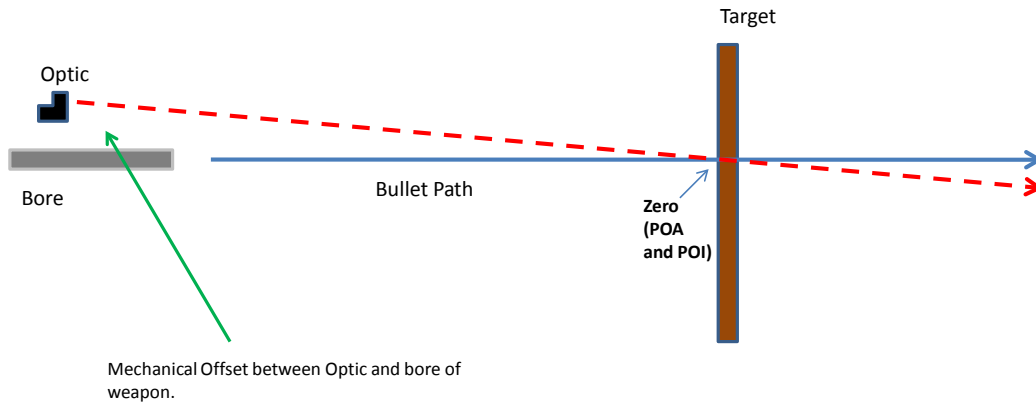 Target
Optic
Bore
Bullet Path
Zero
(POA
and POI)
Mechanical Offset between Optic and bore of
weapon.